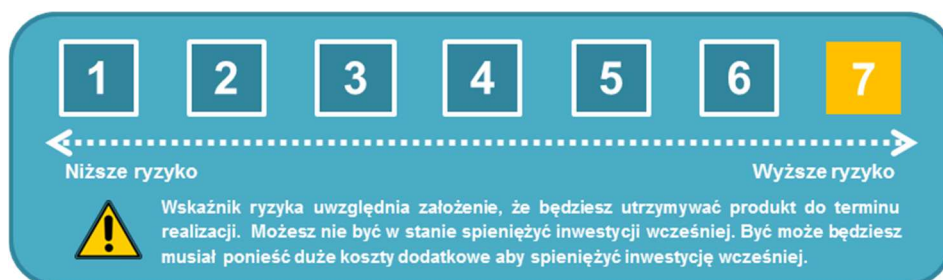 1 2 3 4 5 6 7
Niższe ryzyko Wyższe ryzyko
Wskaźnik ryzyka uwzględnia założenie, że będziesz utrzymywać produkt do terminu
realizacji. Możesz nie być w stanie spieniężyć inwestycji wcześniej. Być może będziesz
musiał ponieść duże koszty dodatkowe aby spieniężyć inwestycję wcześniej.